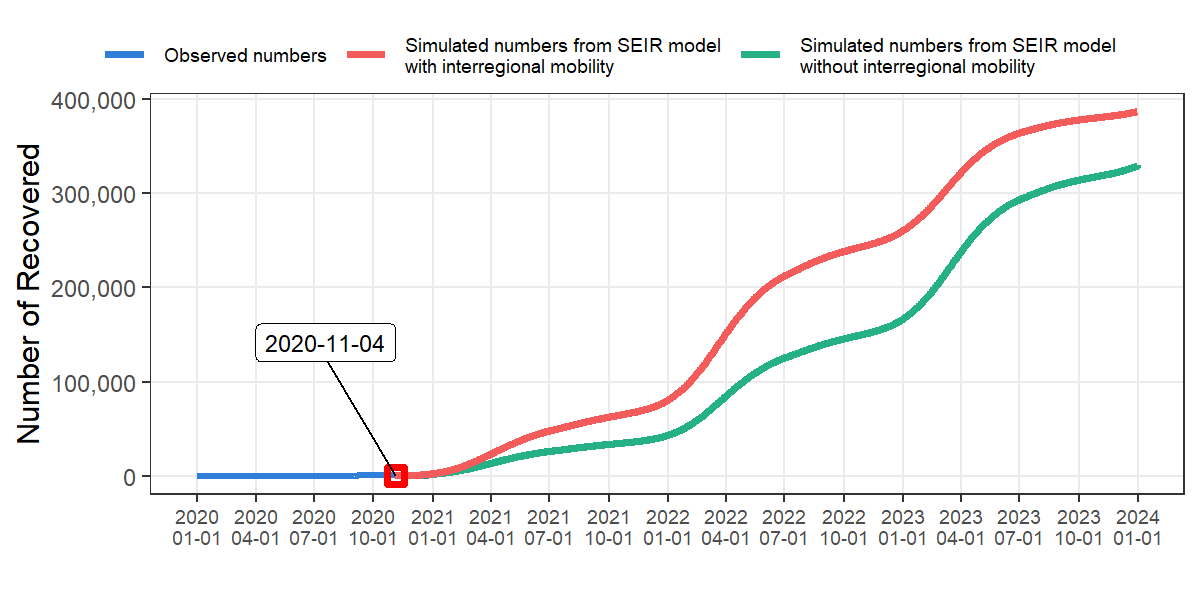 Observed numbers
Simulated numbers from SEIR model
with interregional mobility
Simulated numbers from SEIR model
without interregional mobility
Number of Recovered
400,000
300,000
200,000
100,000
0
2020-11-04
2020 2020 2020 2020 2021 2021 2021 2021 2022 2022 2022 2022 2023 2023 2023 2023 2024
01-01 04-01 07-01 10-01 01-01 04-01 07-01 10-01 01-01 04-01 07-01 10-01 01-01 04-01 07-01 10-01 01-01